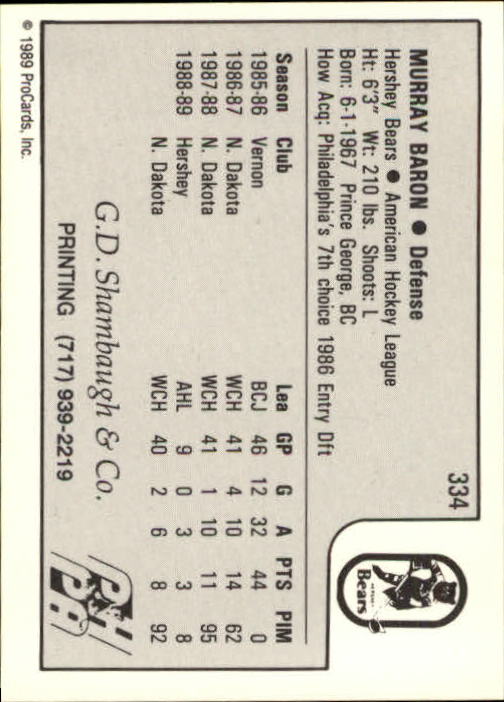 334
MURRAY BARON ● Defense
Hershey Bears ● American Hockey League
Ht: 6'3" Wt: 210 lbs. Shoots: L
Born: 6-1-1967 Prince George, BC
How Acq: Philadelphia's 7th choice 1986 Entry Dft
Bears
Season Club Lea GP G A PTS PIM
1985-86 Vernon BCJ 46 12 32 44 0
1986-87 N. Dakota WCH 41 4 10 14 62
1987-88 N. Dakota WCH 41 1 10 11 95
1988-89 Hershey AHL 9 0 3 3 8
N. Dakota WCH 40 2 6 8 92
G.D. Shambaugh & Co.
PRINTING (717) 939-2219
© 1989 ProCards, Inc.